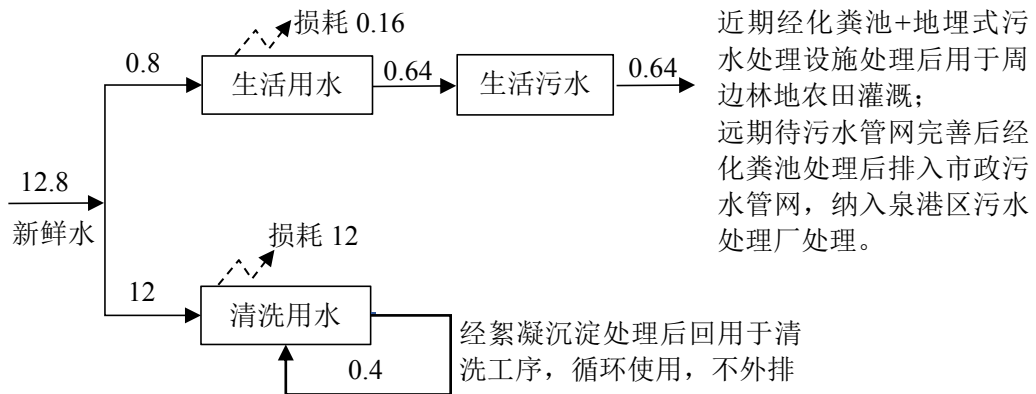 损耗 0.16
0.8
生活用水
0.64
生活污水
0.64
近期经化粪池+地埋式污
水处理设施处理后用于周
边林地农田灌溉；
远期待污水管网完善后经
化粪池处理后排入市政污
水管网，纳入泉港区污水
处理厂处理。
12.8
新鲜水
损耗 12
12
清洗用水
0.4
经絮凝沉淀处理后回用于清
洗工序，循环使用，不外排